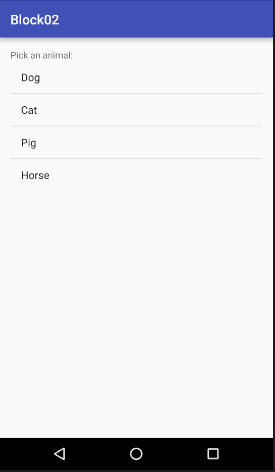 Block02
Pick an animal:
Dog
Cat
Pig
Horse